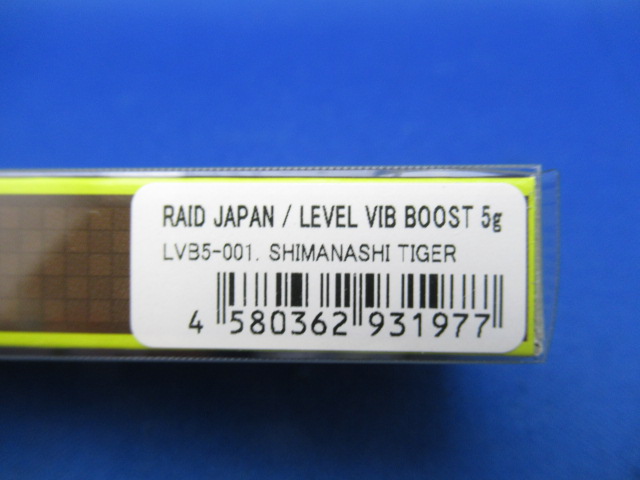 RAID JAPAN / LEVEL VIB BOOST 5g
LVB5-001. SHIMANASHI TIGER
4 580362 931977